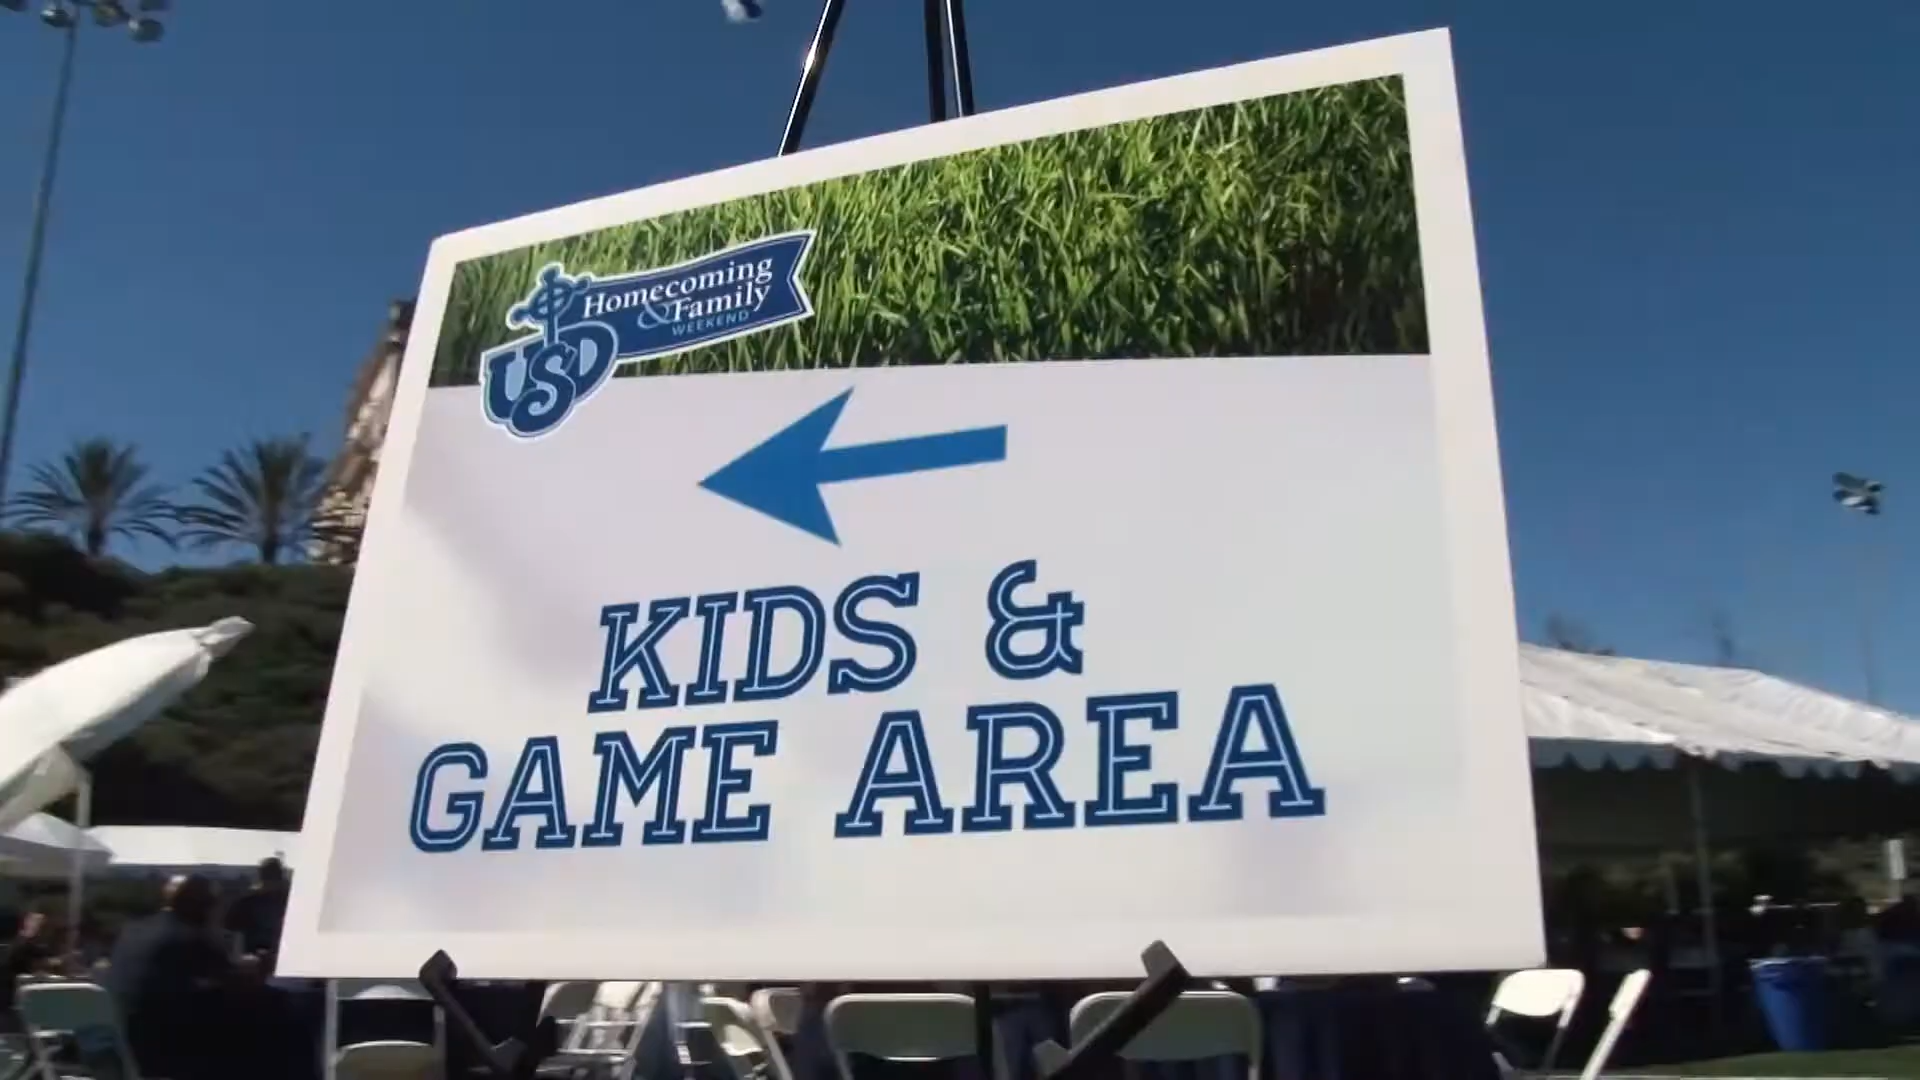 Homecoming
& Family
WEEKEND
USD
KIDS &
GAME AREA